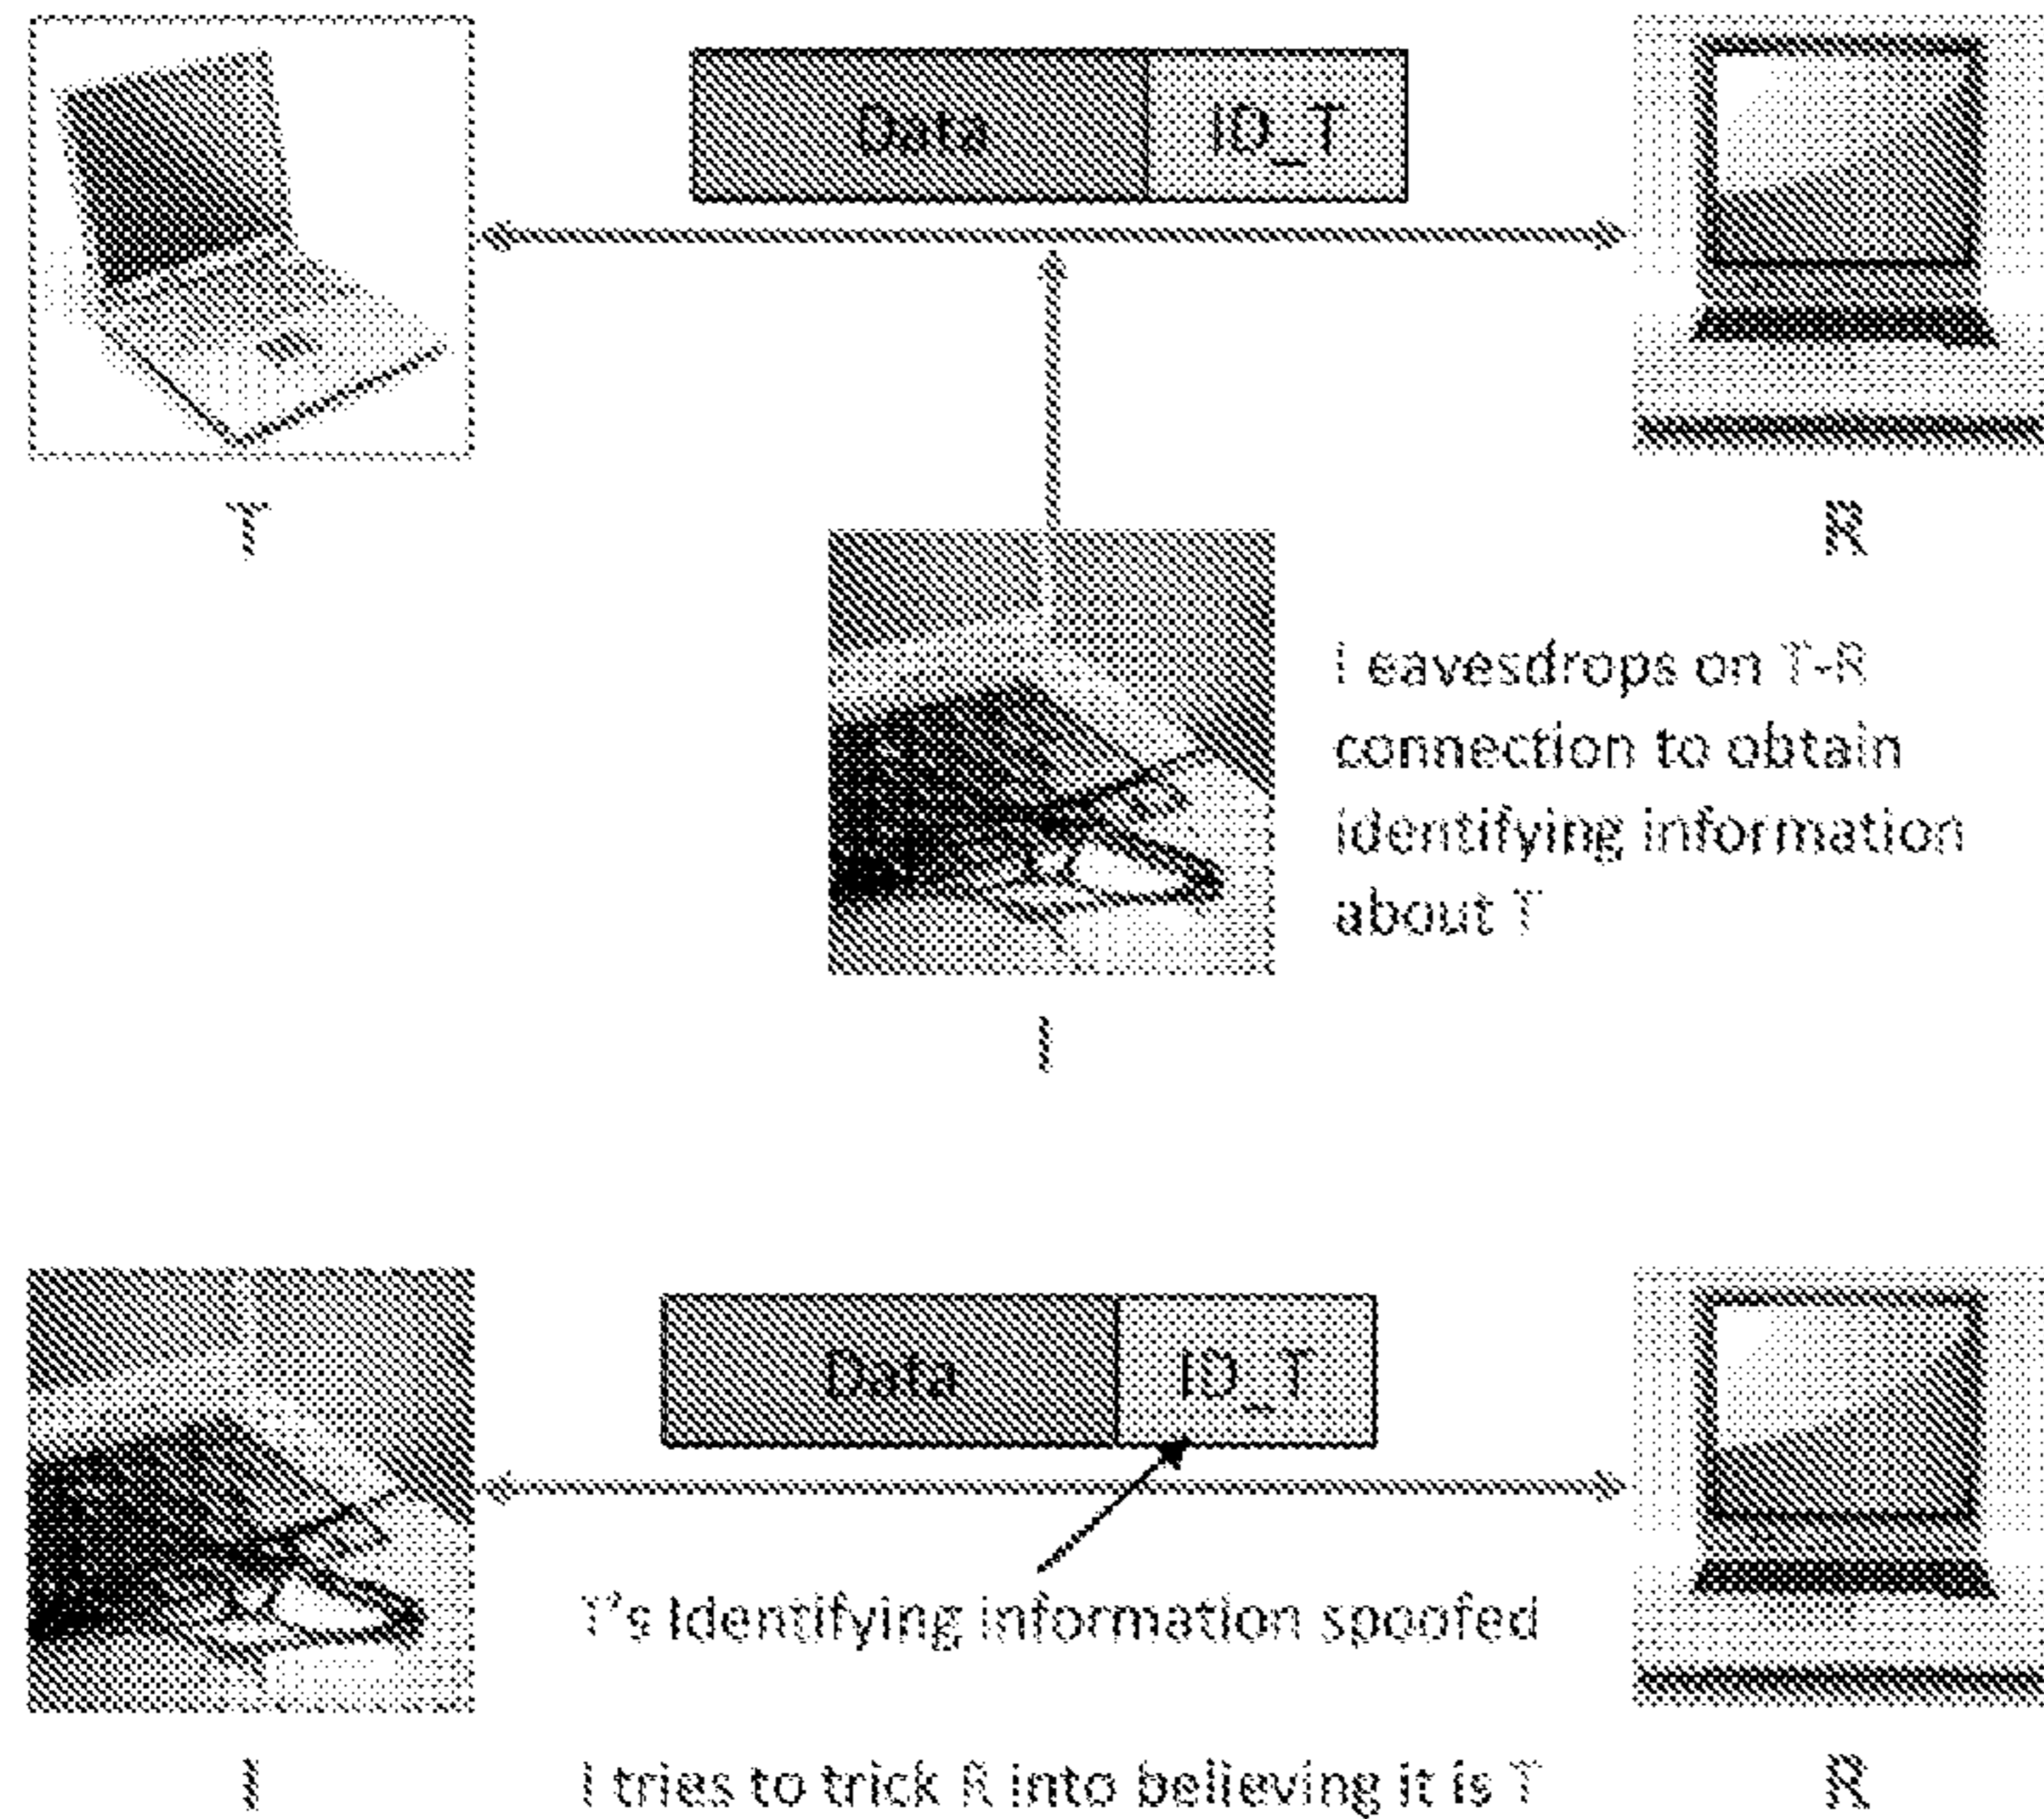 Data ID_T
T
R
I eavesdrops on T-R
connection to obtain
identifying information
about T
I
Data ID_T
T's Identifying information spoofed
I
I tries to trick R into believing it is T
R